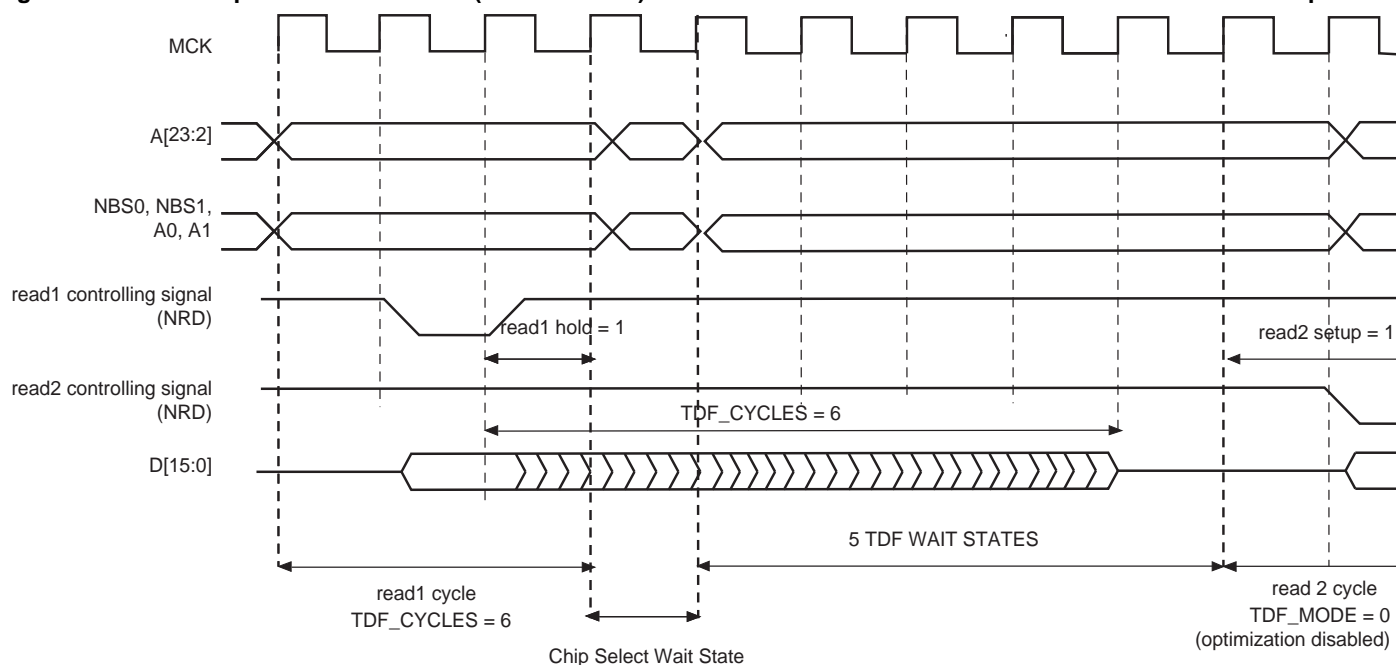 MCK
A[23:2]
NBS0, NBS1,
A0, A1
read1 controlling signal
(NRD)
read1 hold = 1
read2 setup = 1
read2 controlling signal
(NRD)
TDF_CYCLES = 6
D[15:0]
5 TDF WAIT STATES
read1 cycle
TDF_CYCLES = 6
Chip Select Wait State
read 2 cycle
TDF_MODE = 0
(optimization disabled)